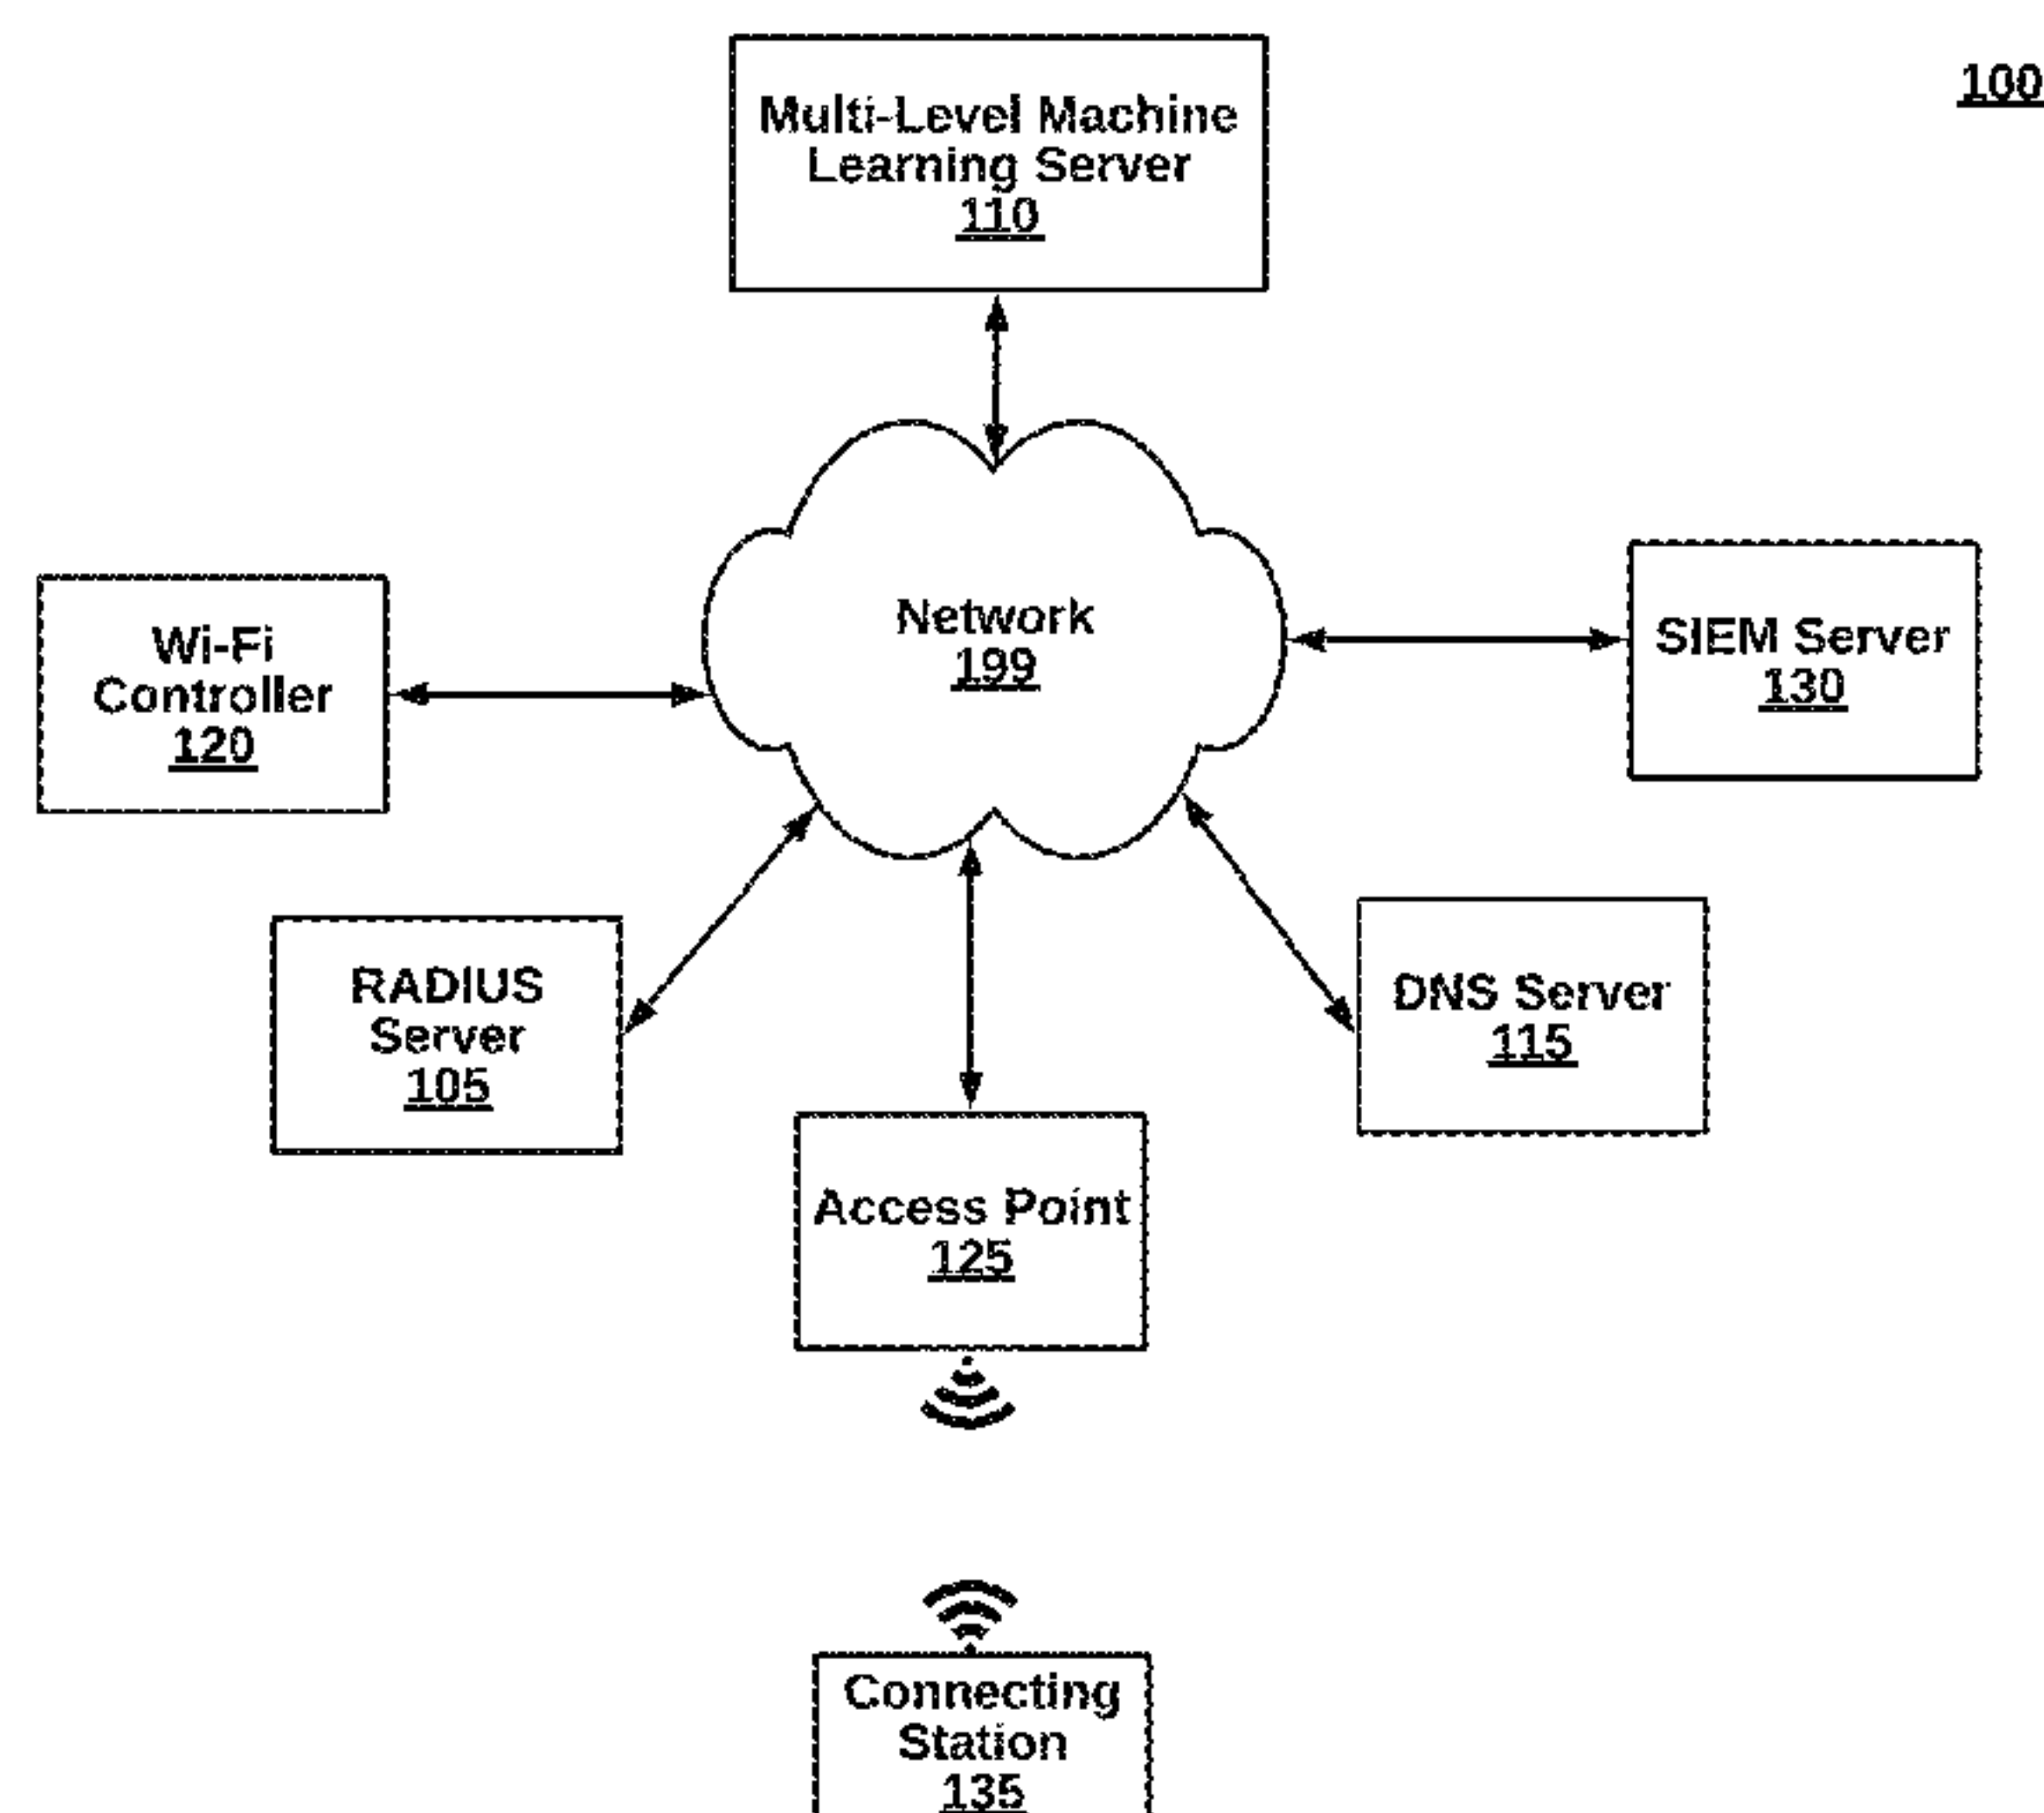 100
Multi-Level Machine
Learning Server
110
Network
199
Wi-Fi
Controller
120
SIEM Server
130
RADIUS
Server
105
DNS Server
115
Access Point
125
Connecting
Station
135